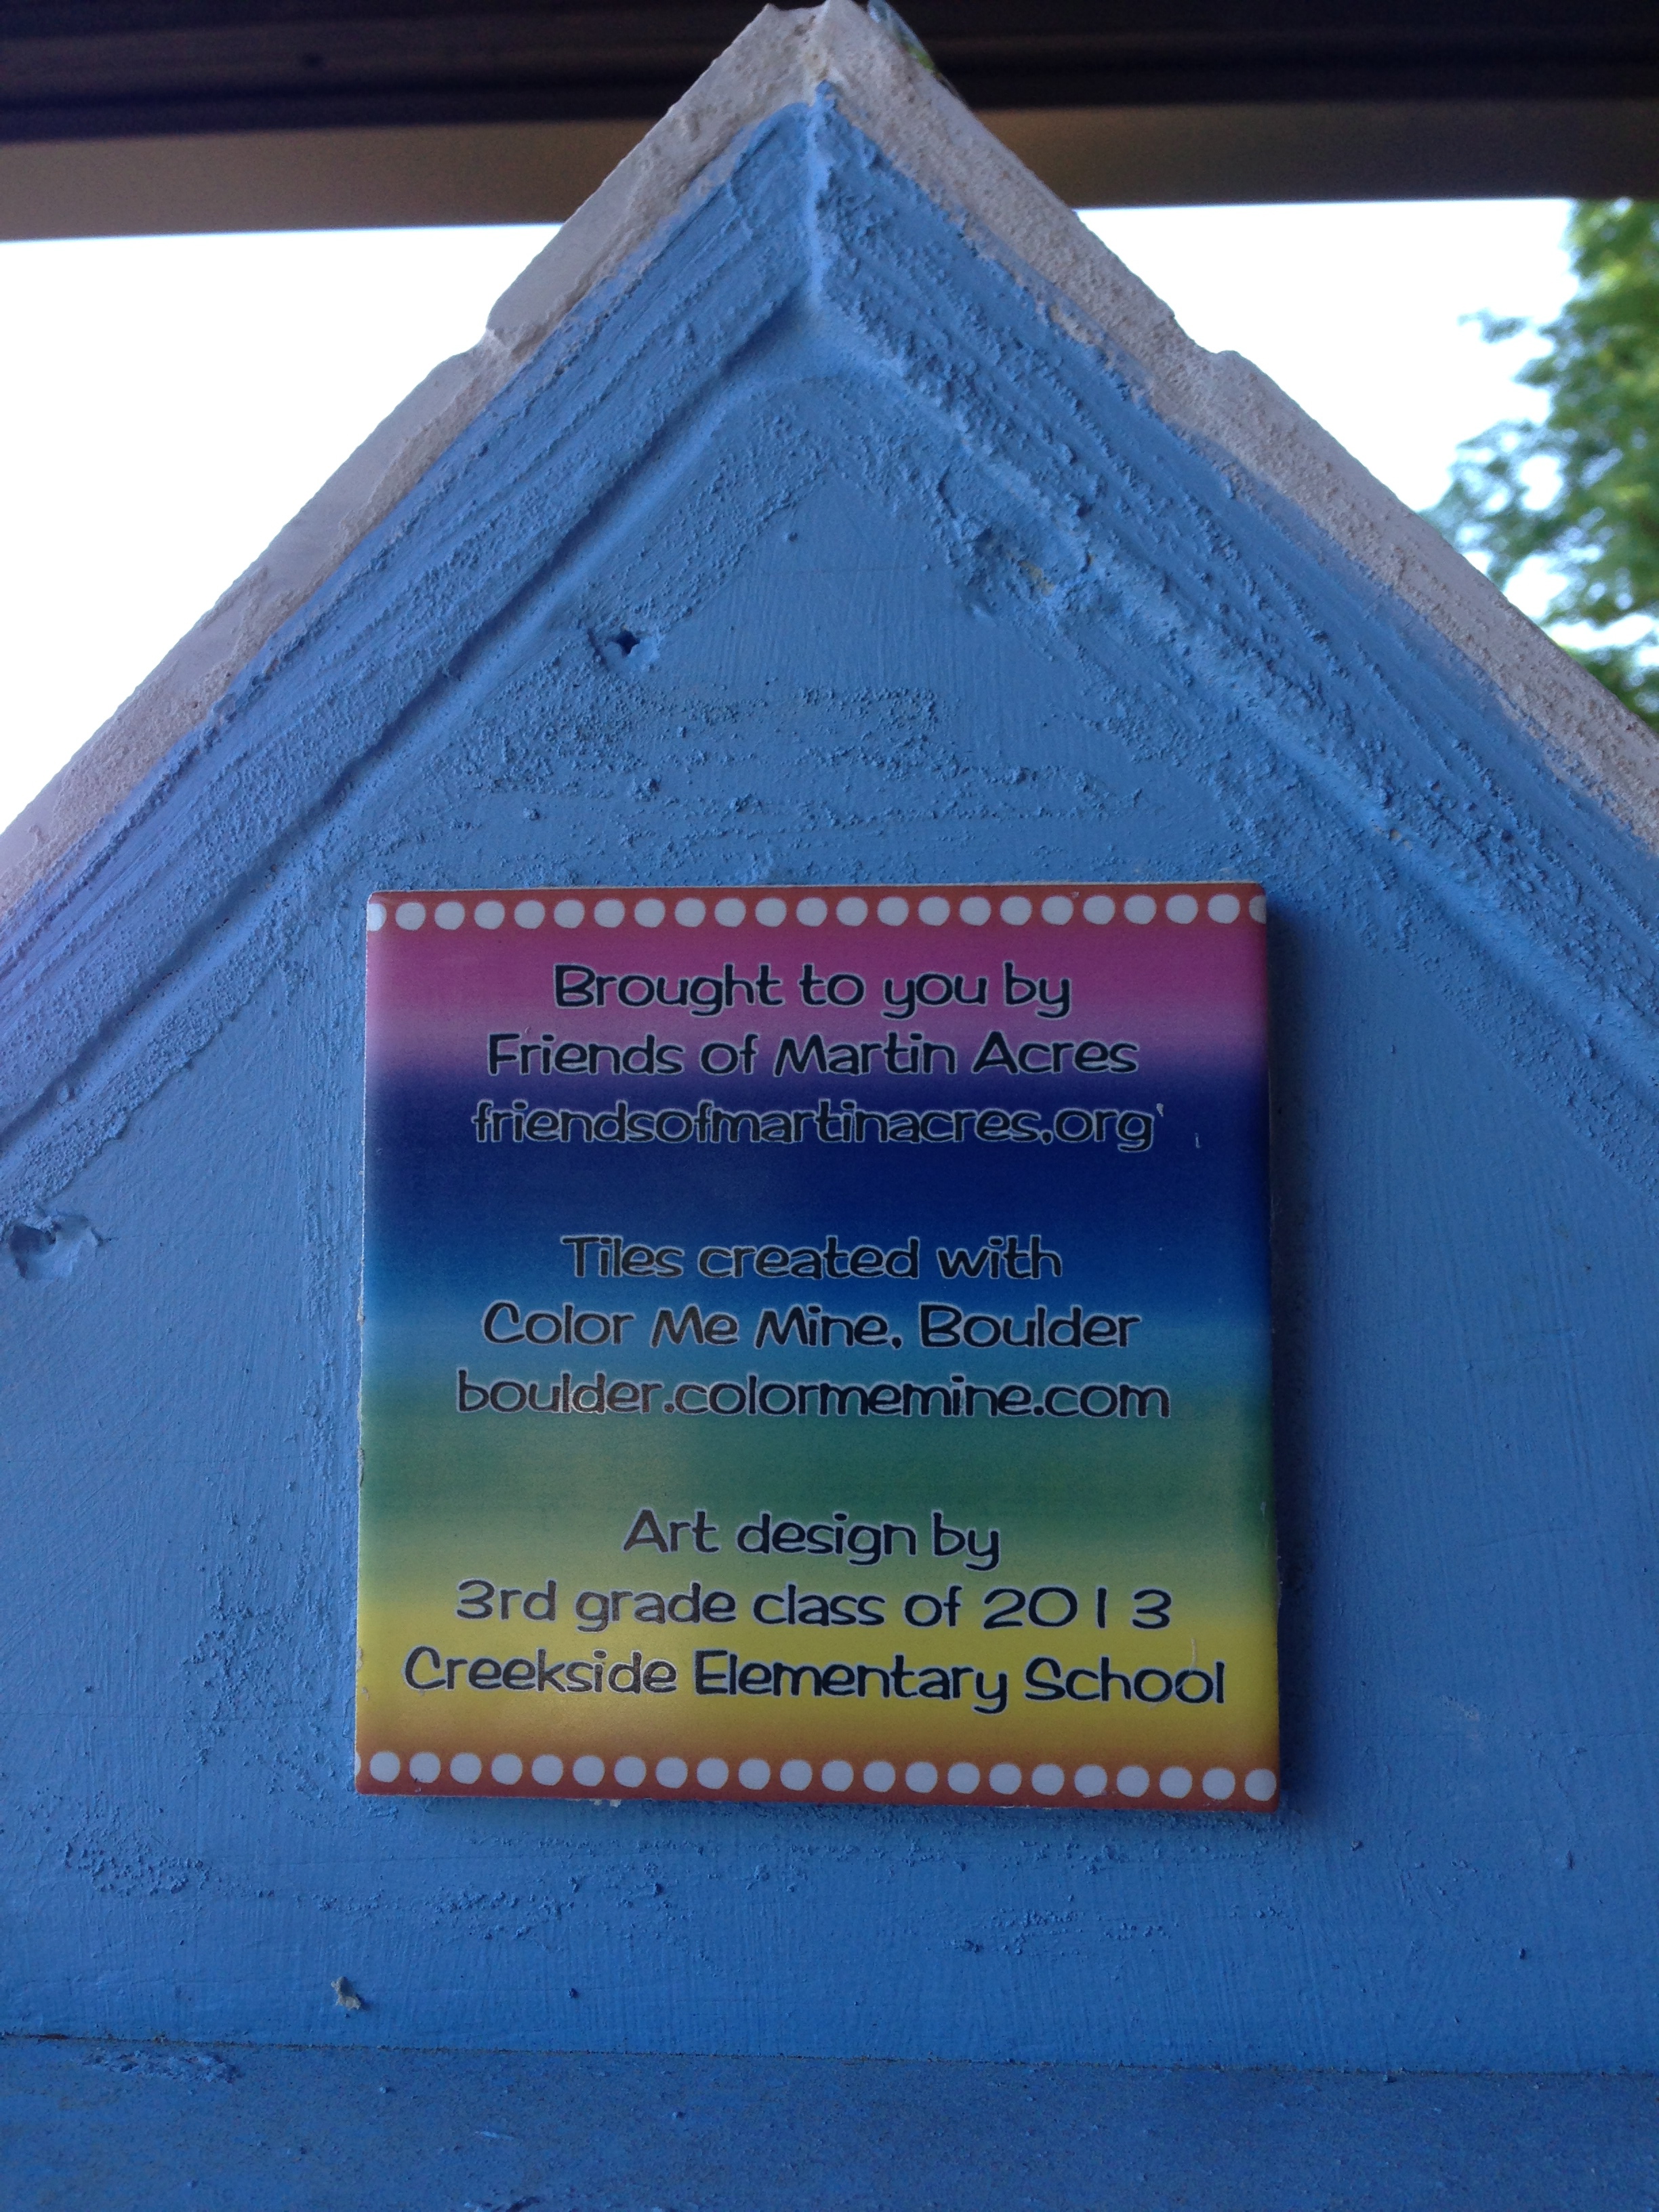 Brought to you by
Friends of Martin Acres
friendsofmartinacres.org
Tiles created with
Color Me Mine, Boulder
boulder.colormemine.com
Art design by
3rd grade class of 2013
Creekside Elementary School